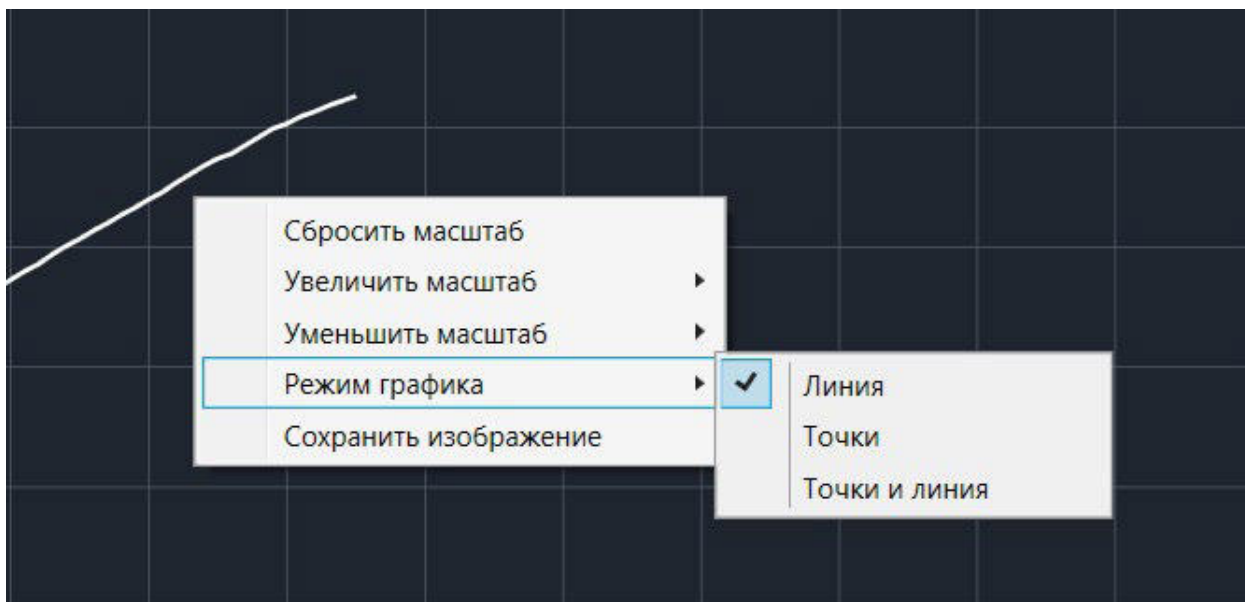 Сбросить масштаб
Увеличить масштаб
Уменьшить масштаб
Режим графика
Сохранить изображение
Линия
Точки
Точки и линия